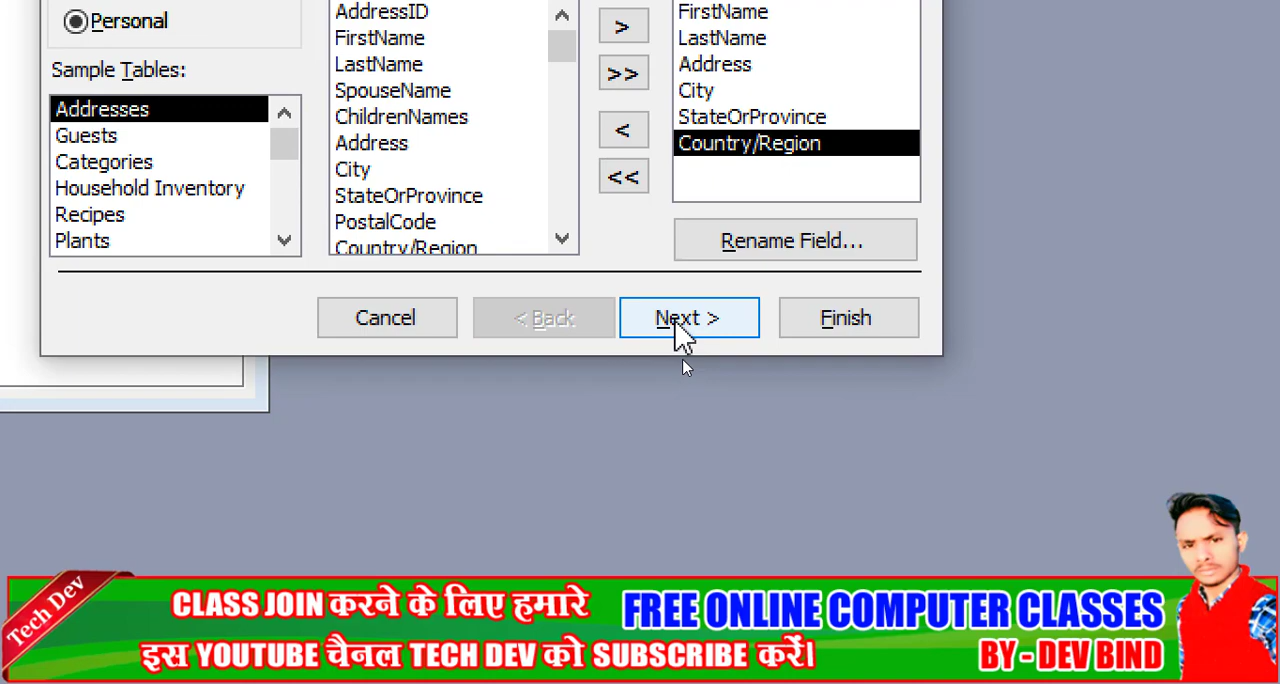 Personal
Sample Tables:
Addresses
Guests
Categories
Household Inventory
Recipes
Plants
AddressID
FirstName
LastName
SpouseName
ChildrenNames
Address
City
StateOrProvince
PostalCode
Country/Region
>
>>
<
<<
FirstName
LastName
Address
City
StateOrProvince
Country/Region
Rename Field...
Cancel
< Back
Next >
Finish
Tech Dev
CLASS JOIN करने के लिए हमारे
इस YOUTUBE चैनल TECH DEV को SUBSCRIBE करें।
FREE ONLINE COMPUTER CLASSES
BY - DEV BIND